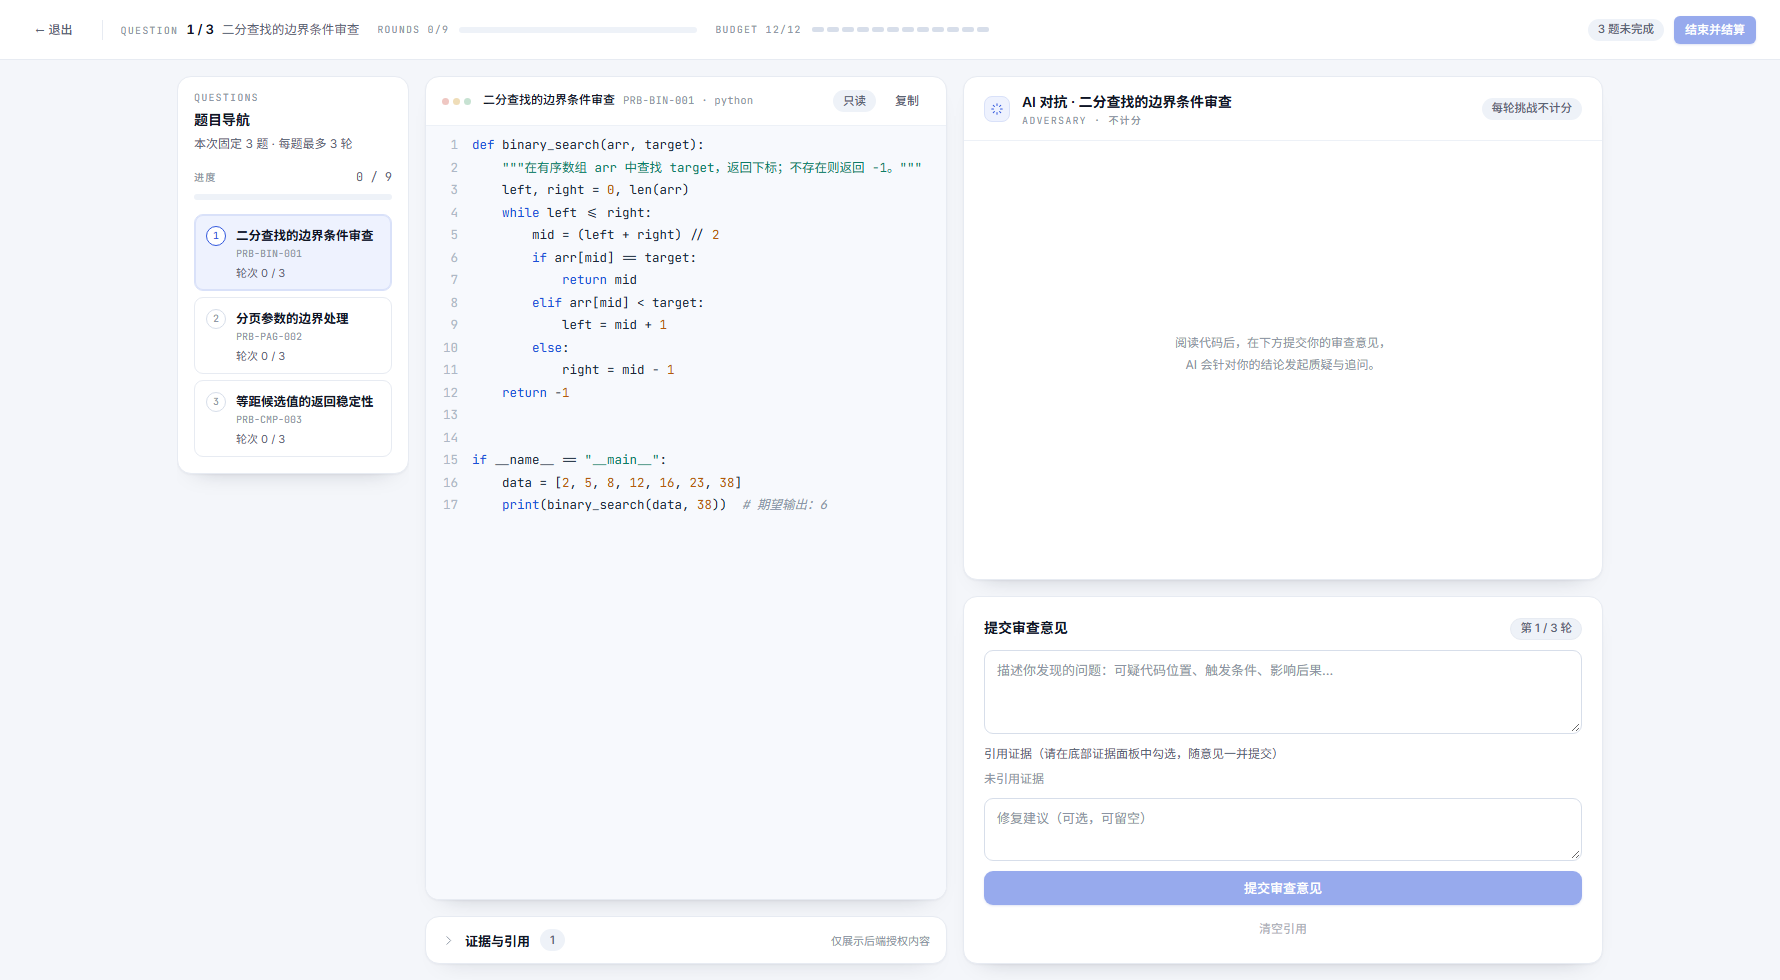 ← 退出
QUESTION 1 / 3 二分查找的边界条件审查
ROUNDS 0/9
BUDGET 12/12
3 题未完成
结束并结算
QUESTIONS
题目导航
本次固定 3 题 · 每题最多 3 轮
进度 0 / 9
1 二分查找的边界条件审查
PRB-BIN-001
轮次 0 / 3
2 分页参数的边界处理
PRB-PAG-002
轮次 0 / 3
3 等距候选值的返回稳定性
PRB-CMP-003
轮次 0 / 3
二分查找的边界条件审查 PRB-BIN-001 · python 只读 复制
1 def binary_search(arr, target):
2     """在有序数组 arr 中查找 target，返回下标；不存在则返回 -1。"""
3     left, right = 0, len(arr)
4     while left <= right:
5         mid = (left + right) // 2
6         if arr[mid] == target:
7             return mid
8         elif arr[mid] < target:
9             left = mid + 1
10         else:
11             right = mid - 1
12     return -1
13
14
15 if __name__ == "__main__":
16     data = [2, 5, 8, 12, 16, 23, 38]
17     print(binary_search(data, 38))  # 期望输出：6
证据与引用 1 仅展示后端授权内容
AI 对抗 · 二分查找的边界条件审查
ADVERSARY · 不计分
每轮挑战不计分
阅读代码后，在下方提交你的审查意见，
AI 会针对你的结论发起质疑与追问。
提交审查意见 第 1 / 3 轮
描述你发现的问题：可疑代码位置、触发条件、影响后果...
引用证据（请在底部证据面板中勾选，随意见一并提交）
未引用证据
修复建议（可选，可留空）
提交审查意见
清空引用